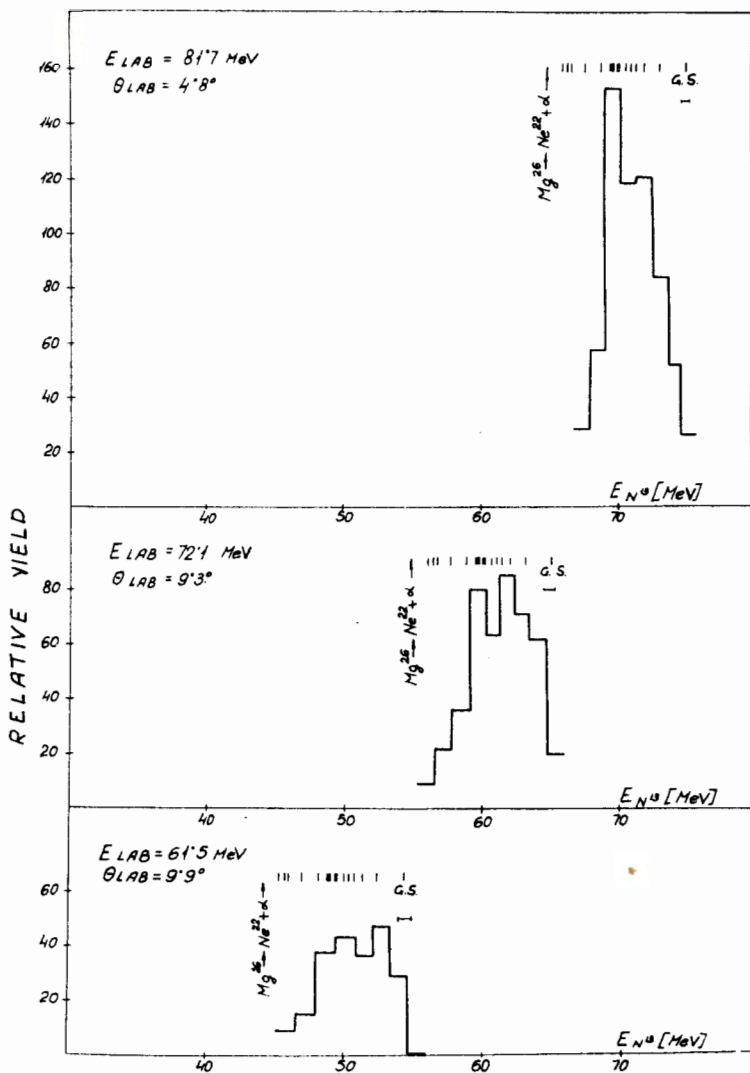 E LAB = 81·7 MeV
θ LAB = 4·8°
G.S.
Mg²⁶ → Ne²² + α
160
140
120
100
80
60
40
20
40
50
60
70
E N¹³ [MeV]
RELATIVE YIELD
E LAB = 72·1 MeV
θ LAB = 9·3°
G.S.
Mg²⁶ → Ne²² + α
80
60
40
20
40
50
60
70
E N¹³ [MeV]
E LAB = 61·5 MeV
θ LAB = 9·9°
G.S.
Mg²⁶ → Ne²² + α
60
40
20
40
50
60
70
E N¹³ [MeV]